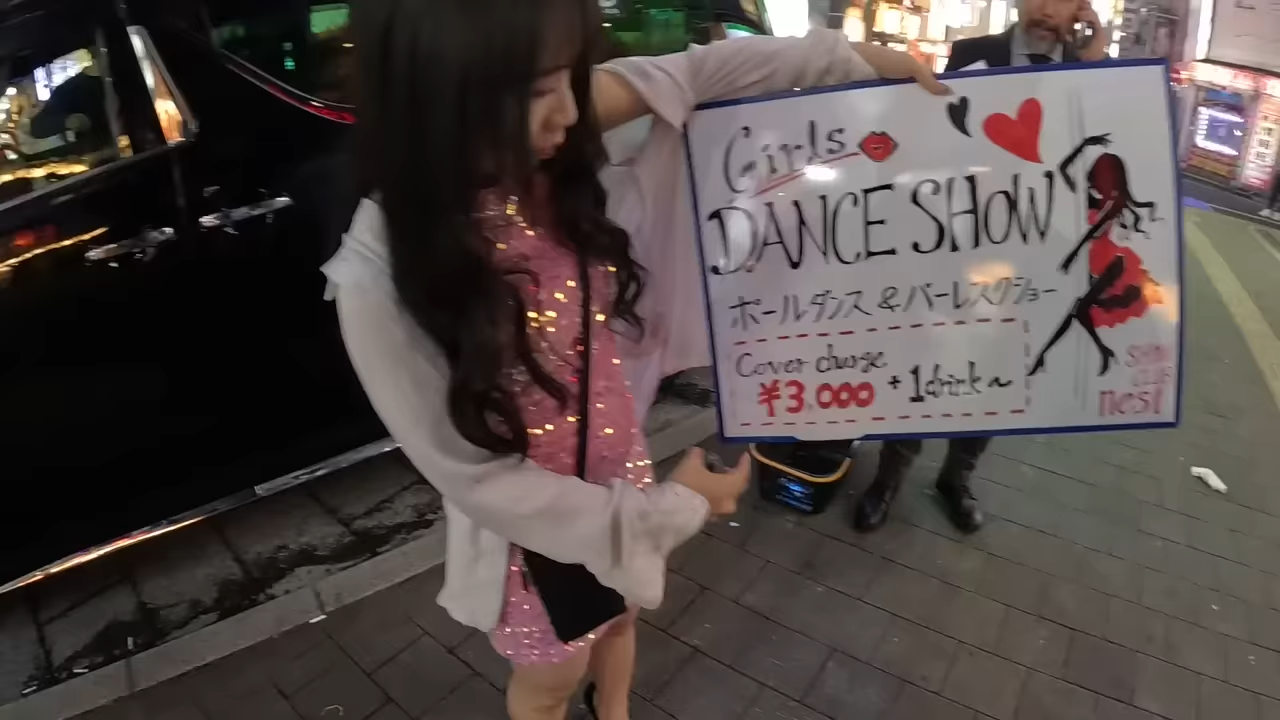 Girls
DANCE SHOW
ポールダンス & バーレスクショー
Cover charge
¥3,000 + 1drink~
nest